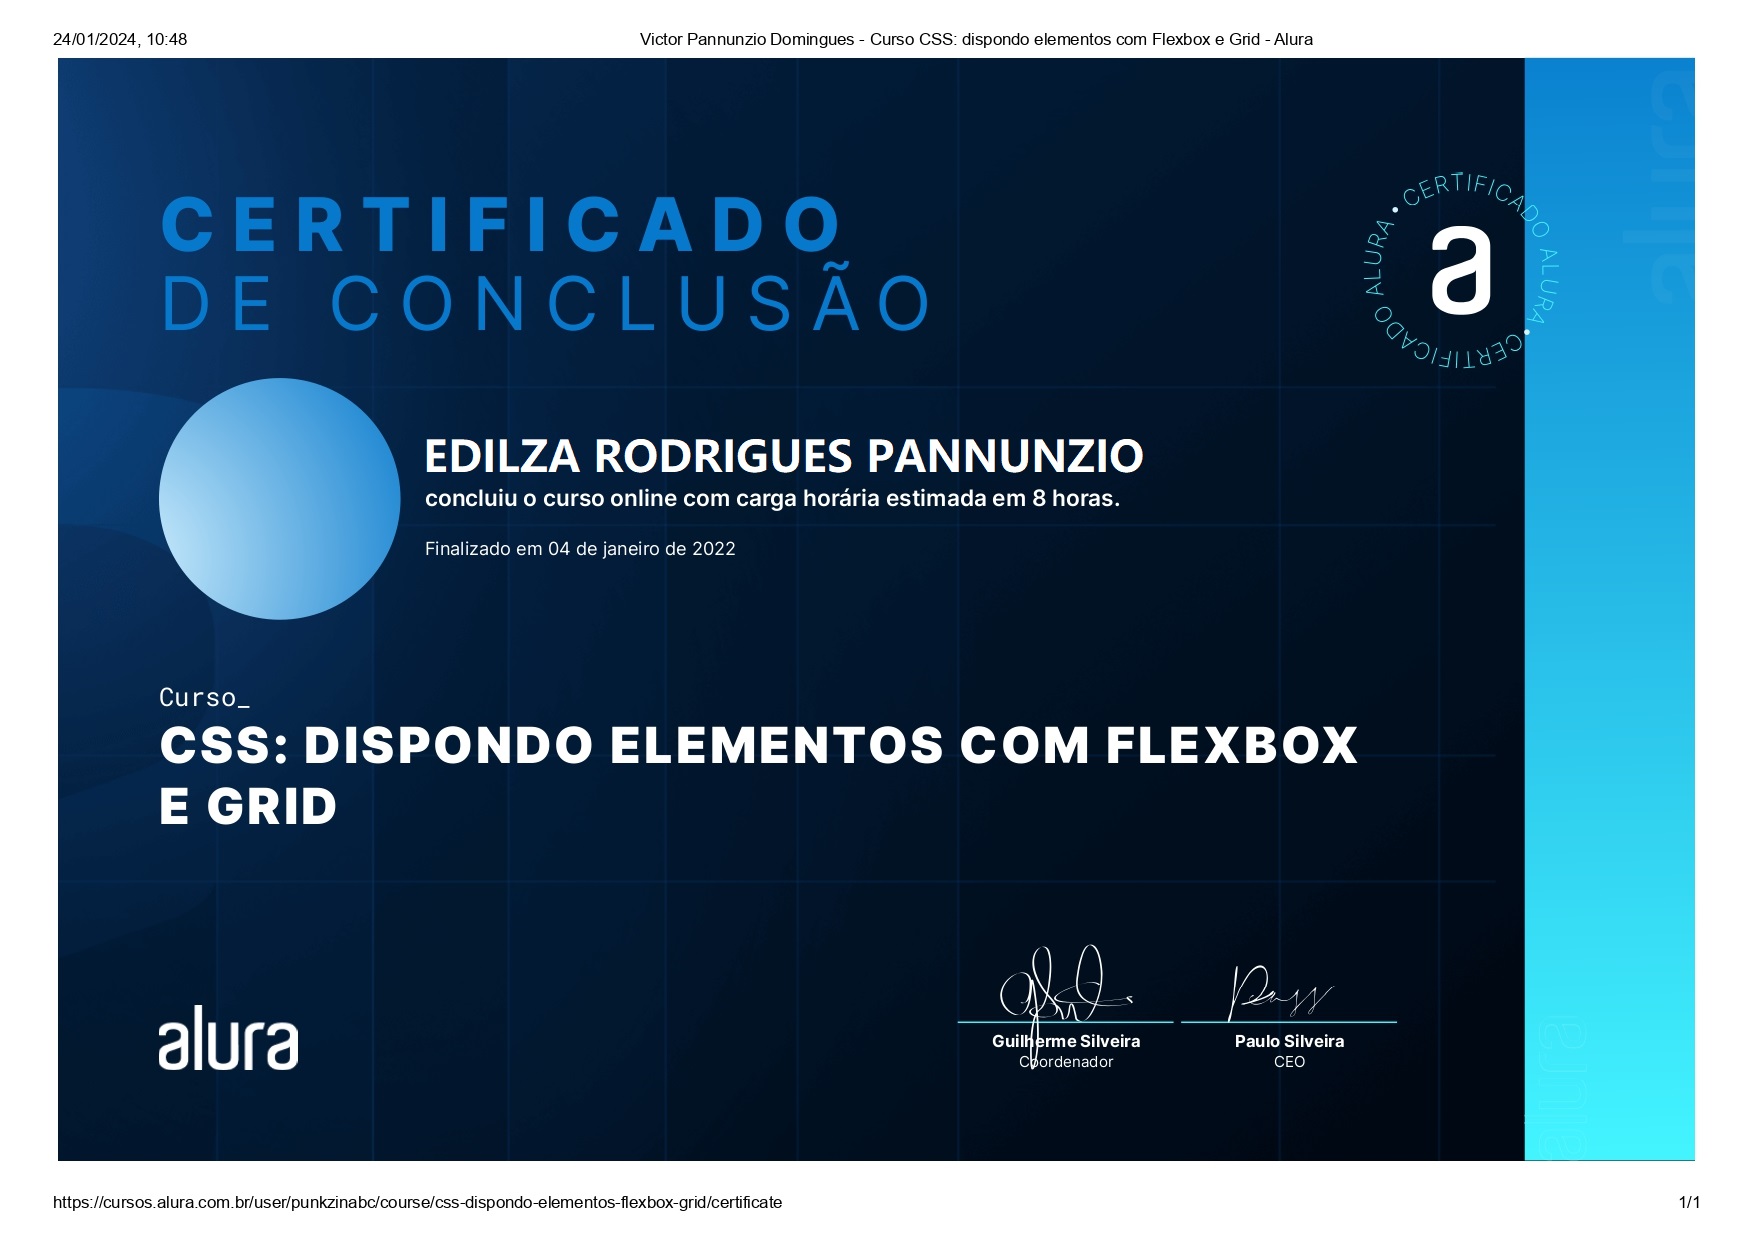 24/01/2024, 10:48
Victor Pannunzio Domingues - Curso CSS: dispondo elementos com Flexbox e Grid - Alura
CERTIFICADO
DE CONCLUSÃO
CERTIFICADO ALURA • CERTIFICADO ALURA •
a
alura
EDILZA RODRIGUES PANNUNZIO
concluiu o curso online com carga horária estimada em 8 horas.
Finalizado em 04 de janeiro de 2022
Curso_
CSS: DISPONDO ELEMENTOS COM FLEXBOX
E GRID
alura
Guilherme Silveira
Coordenador
Paulo Silveira
CEO
alura
https://cursos.alura.com.br/user/punkzinabc/course/css-dispondo-elementos-flexbox-grid/certificate
1/1